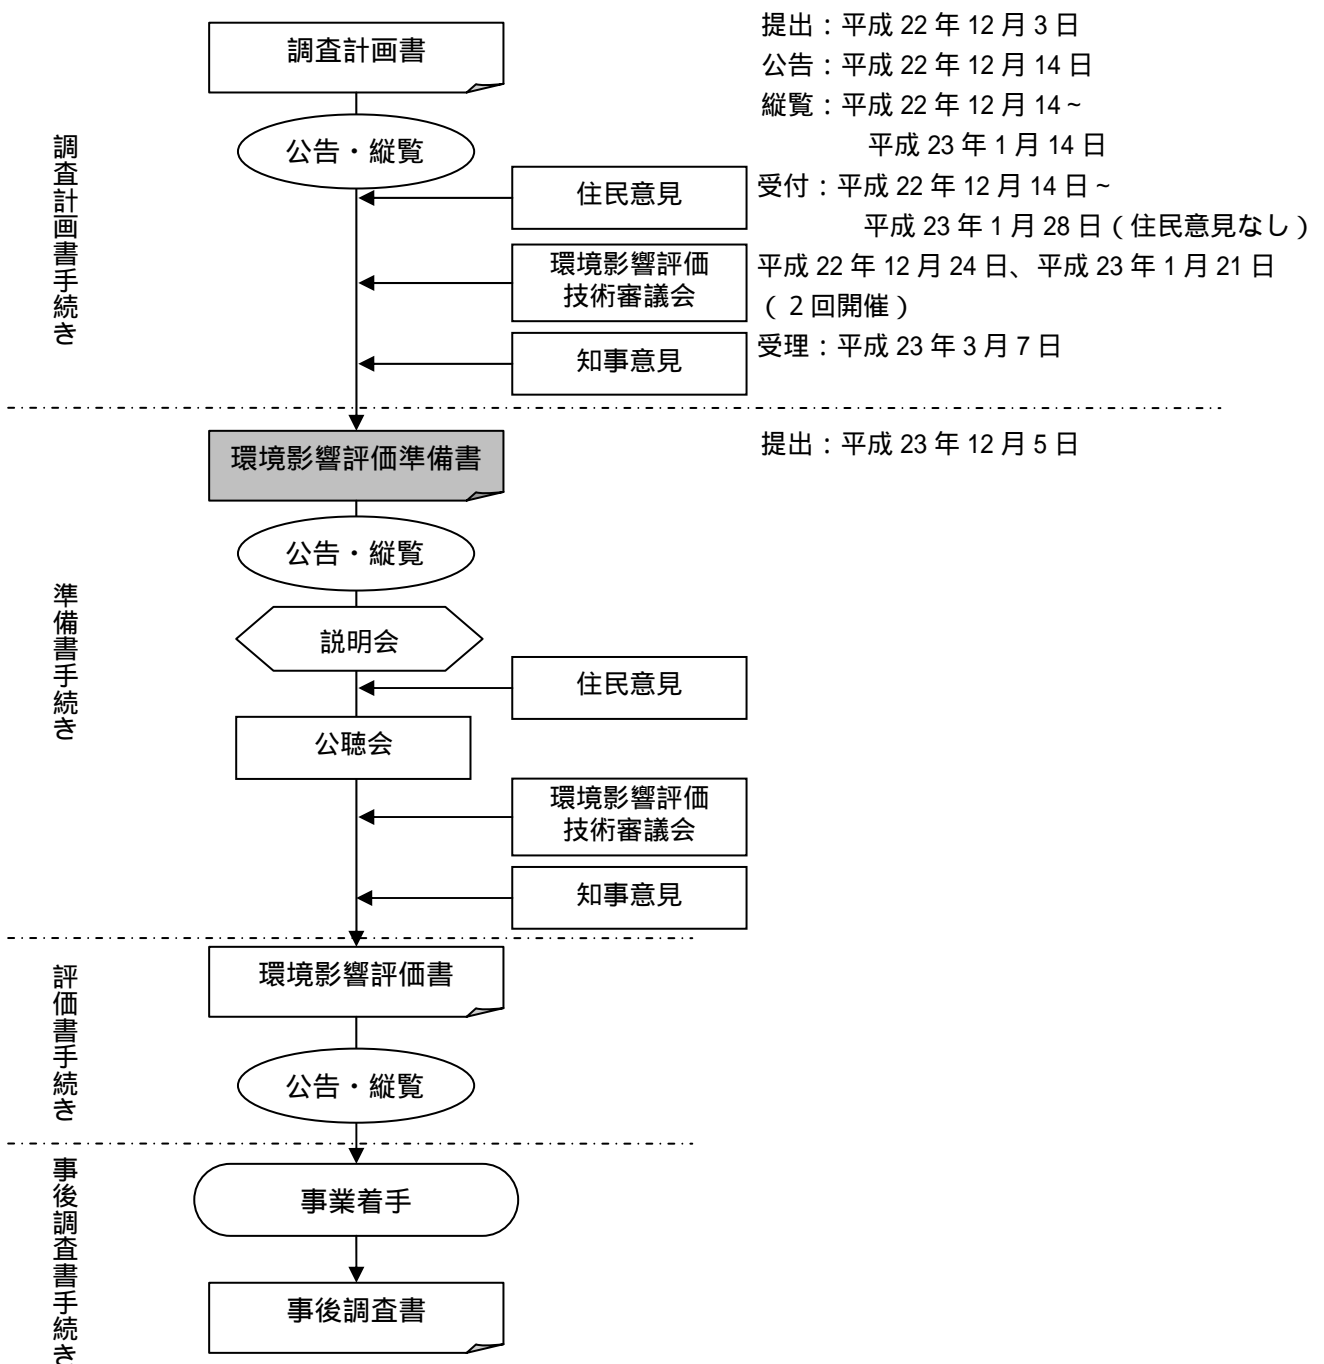 調査計画書手続き
調査計画書
提出：平成 22 年 12 月 3 日
公告：平成 22 年 12 月 14 日
縦覧：平成 22 年 12 月 14～
平成 23 年 1 月 14 日
公告・縦覧
住民意見
受付：平成 22 年 12 月 14 日～
平成 23 年 1 月 28 日（住民意見なし）
環境影響評価
技術審議会
平成 22 年 12 月 24 日、平成 23 年 1 月 21 日
（２回開催）
知事意見
受理：平成 23 年 3 月 7 日
準備書手続き
環境影響評価準備書
提出：平成 23 年 12 月 5 日
公告・縦覧
説明会
住民意見
公聴会
環境影響評価
技術審議会
知事意見
評価書手続き
環境影響評価書
公告・縦覧
事後調査書手続き
事業着手
事後調査書